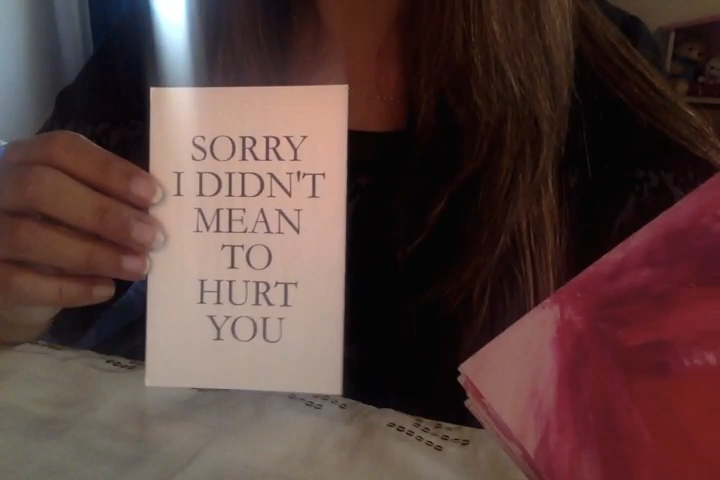 SORRY
I DIDN'T
MEAN
TO
HURT
YOU